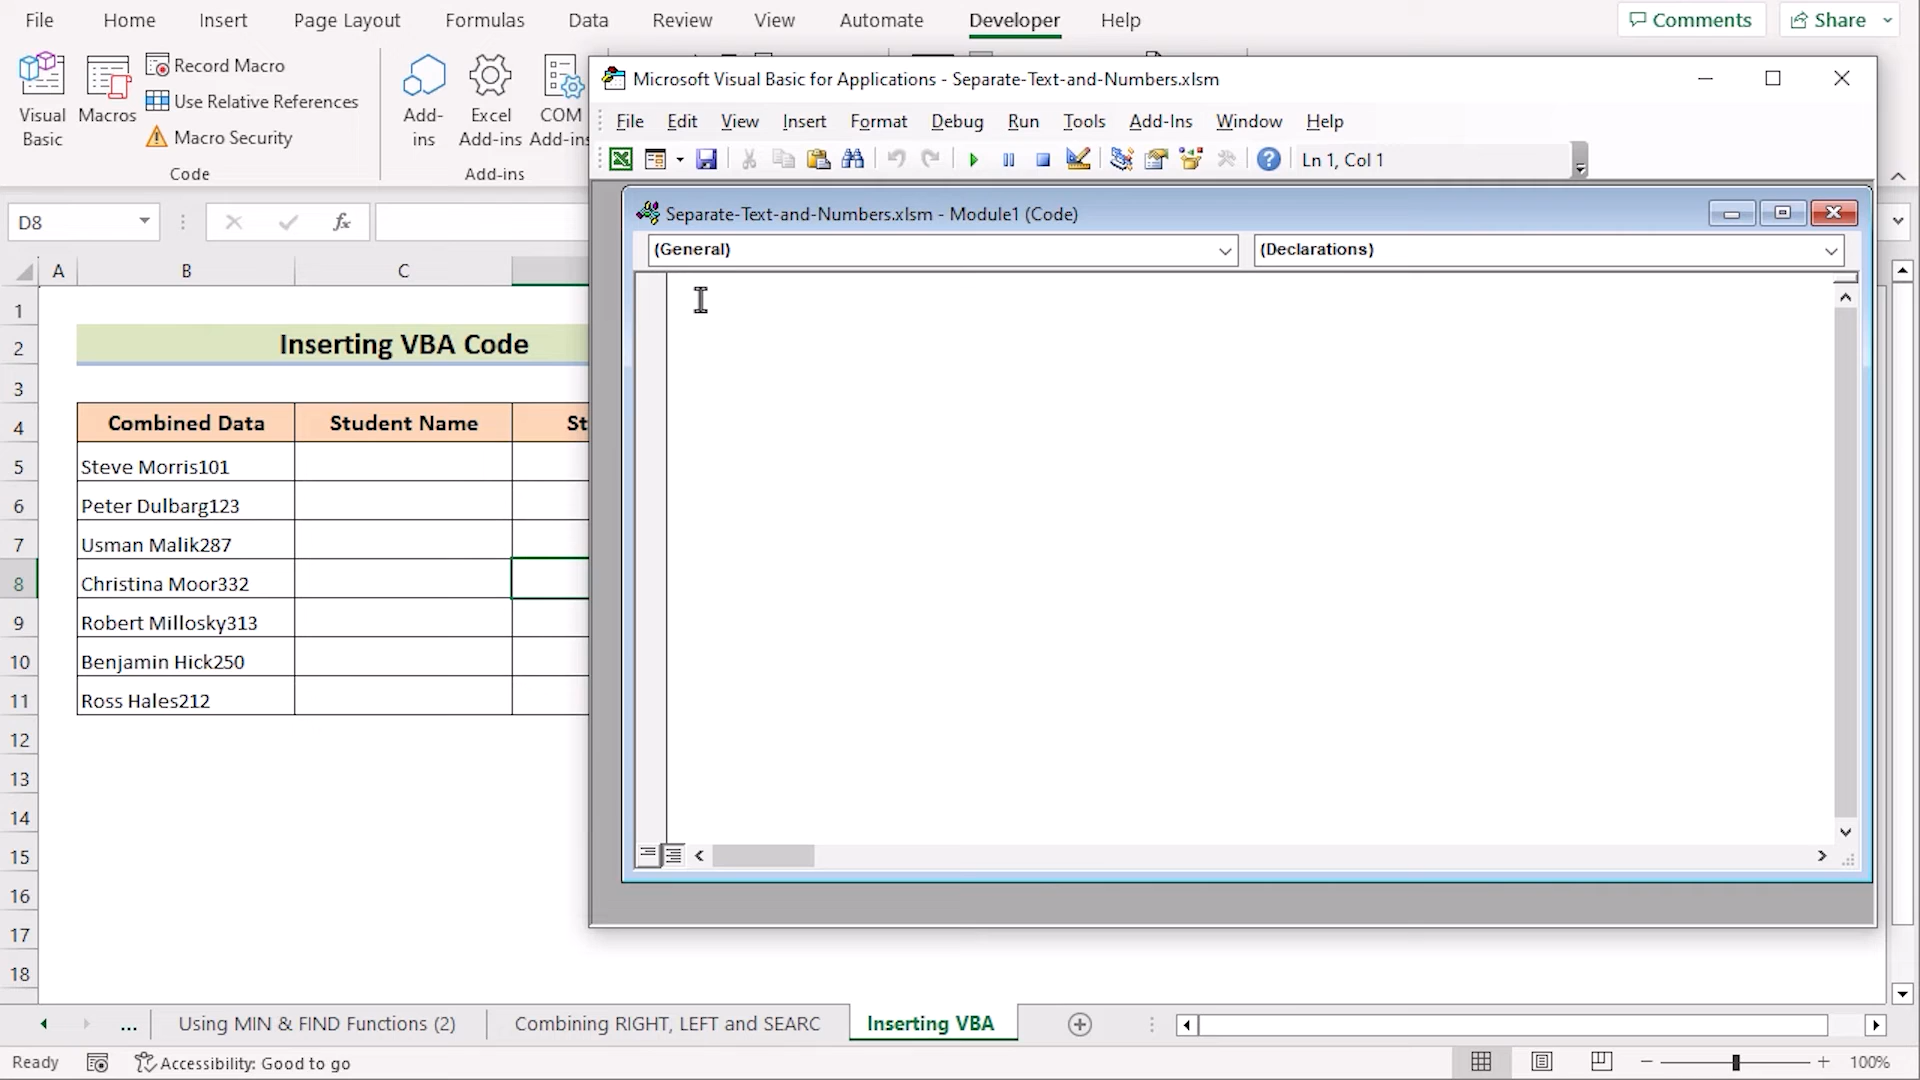 File Home Insert Page Layout Formulas Data Review View Automate Developer Help Comments Share
Visual Basic
Macros
Record Macro
Use Relative References
Macro Security
Code
Add-ins
Excel Add-ins
COM Add-ins
Add-ins
Microsoft Visual Basic for Applications - Separate-Text-and-Numbers.xlsm
File Edit View Insert Format Debug Run Tools Add-Ins Window Help
Ln 1, Col 1
Separate-Text-and-Numbers.xlsm - Module1 (Code)
(General) (Declarations)
D8 fx
A B C
1
2 Inserting VBA Code
3
4 Combined Data Student Name St
5 Steve Morris101
6 Peter Dulbarg123
7 Usman Malik287
8 Christina Moor332
9 Robert Millosky313
10 Benjamin Hick250
11 Ross Hales212
12
13
14
15
16
17
18
... Using MIN & FIND Functions (2) Combining RIGHT, LEFT and SEARC Inserting VBA
Ready Accessibility: Good to go 100%